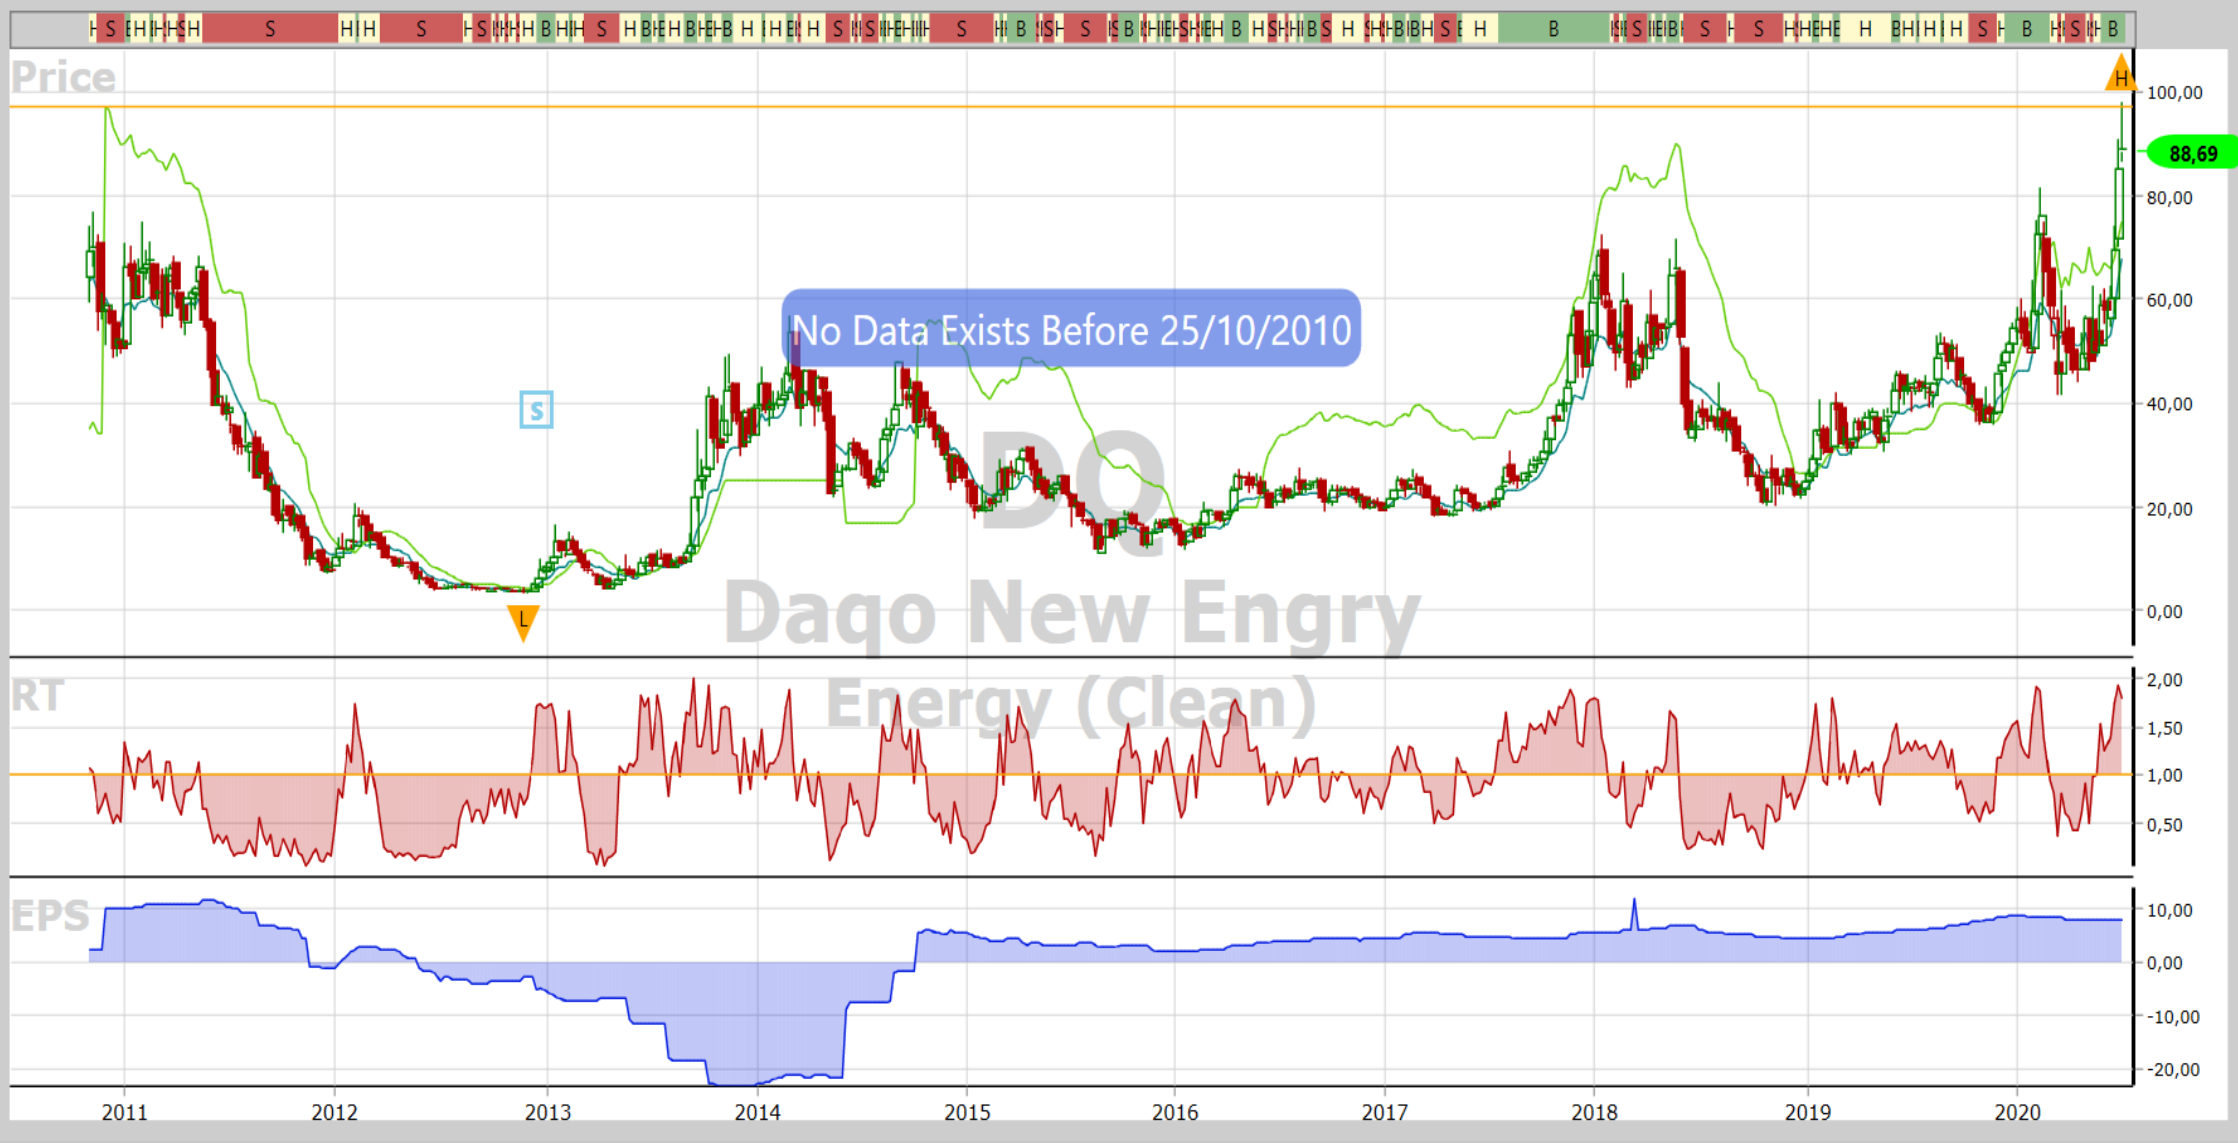 S H S H H S H S H B H H S H B H H B B H H H S S S B S S B H H B H S H B S H H B H S H B S B S S H H H B H H H S H B S H B
Price
H
100,00
88,69
80,00
60,00
No Data Exists Before 25/10/2010
S
40,00
DQ
20,00
Daqo New Engry
L
0,00
Energy (Clean)
RT
2,00
1,50
1,00
0,50
EPS
10,00
0,00
-10,00
-20,00
2011 2012 2013 2014 2015 2016 2017 2018 2019 2020